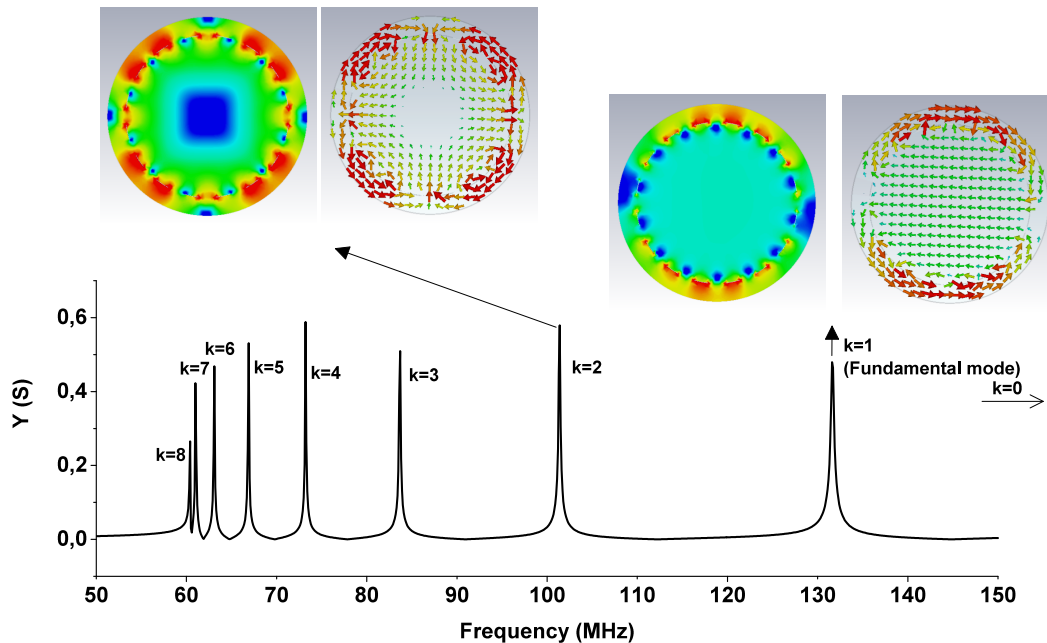 0,6
0,4
0,2
0,0
Y (S)
k=8
k=7
k=6
k=5
k=4
k=3
k=2
k=1
(Fundamental mode)
k=0
50 60 70 80 90 100 110 120 130 140 150
Frequency (MHz)